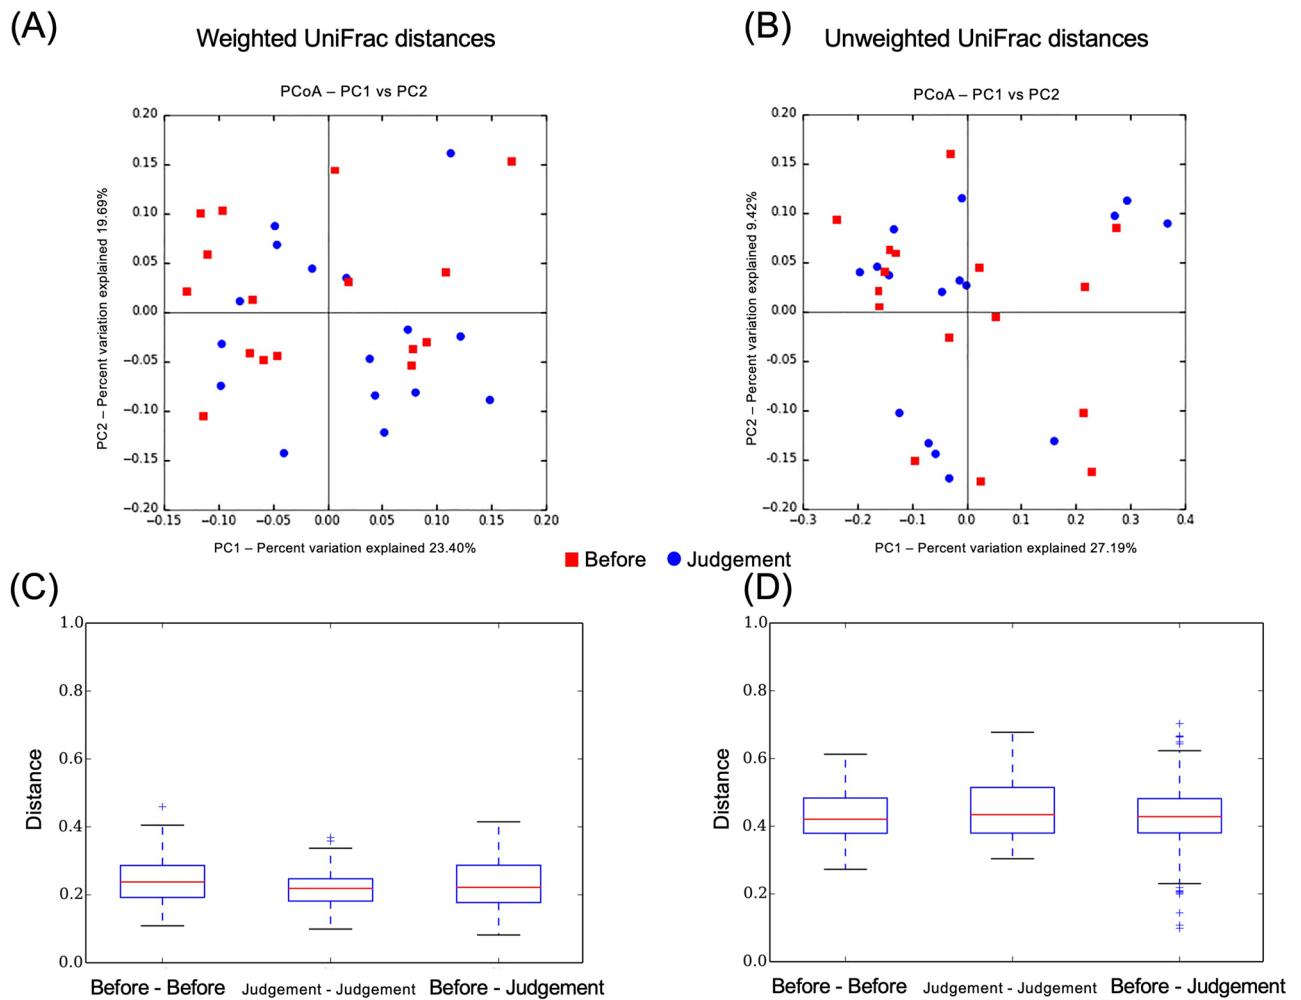 (A)
Weighted UniFrac distances
PCoA – PC1 vs PC2
0.20
0.15
0.10
0.05
0.00
−0.05
−0.10
−0.15
−0.20
PC2 – Percent variation explained 19.69%
−0.15
−0.10
−0.05
0.00
0.05
0.10
0.15
0.20
PC1 – Percent variation explained 23.40%
(B)
Unweighted UniFrac distances
PCoA – PC1 vs PC2
0.20
0.15
0.10
0.05
0.00
-0.05
-0.10
-0.15
-0.20
PC2 – Percent variation explained 9.42%
−0.3
−0.2
−0.1
0.0
0.1
0.2
0.3
0.4
PC1 – Percent variation explained 27.19%
Before Judgement
(C)
1.0
0.8
0.6
0.4
0.2
0.0
Distance
Before - Before
Judgement - Judgement
Before - Judgement
(D)
1.0
0.8
0.6
0.4
0.2
0.0
Distance
Before - Before
Judgement - Judgement
Before - Judgement